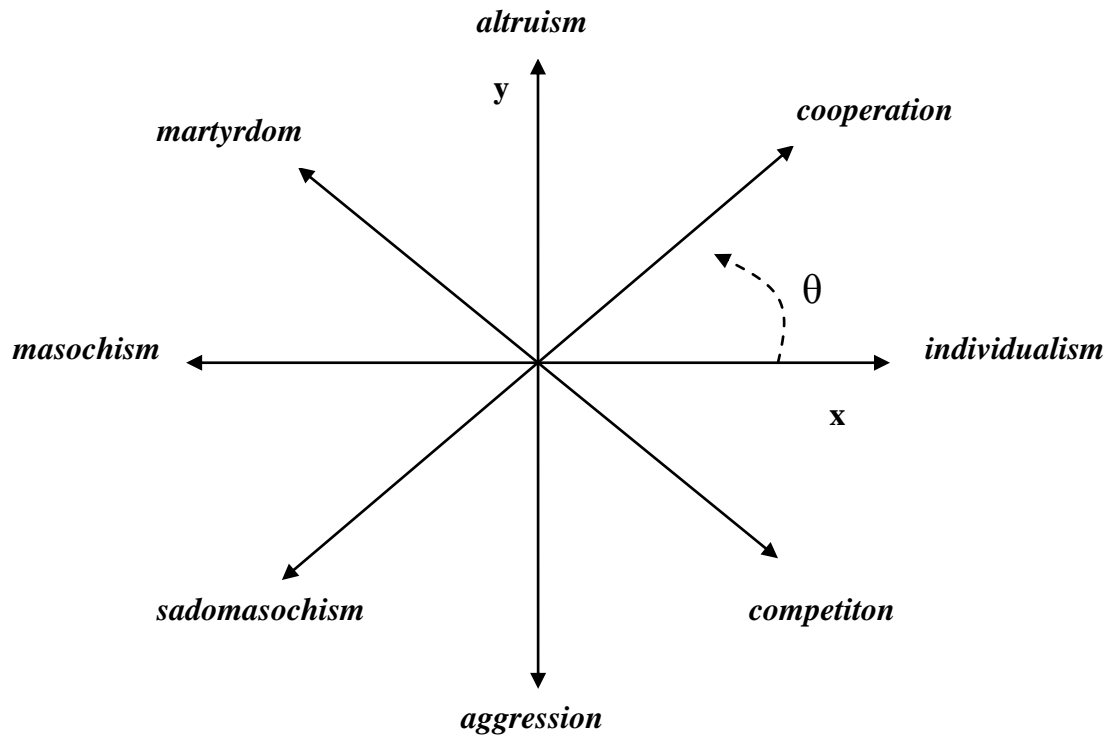 altruism
y
cooperation
martyrdom
θ
masochism
individualism
x
sadomasochism
competiton
aggression